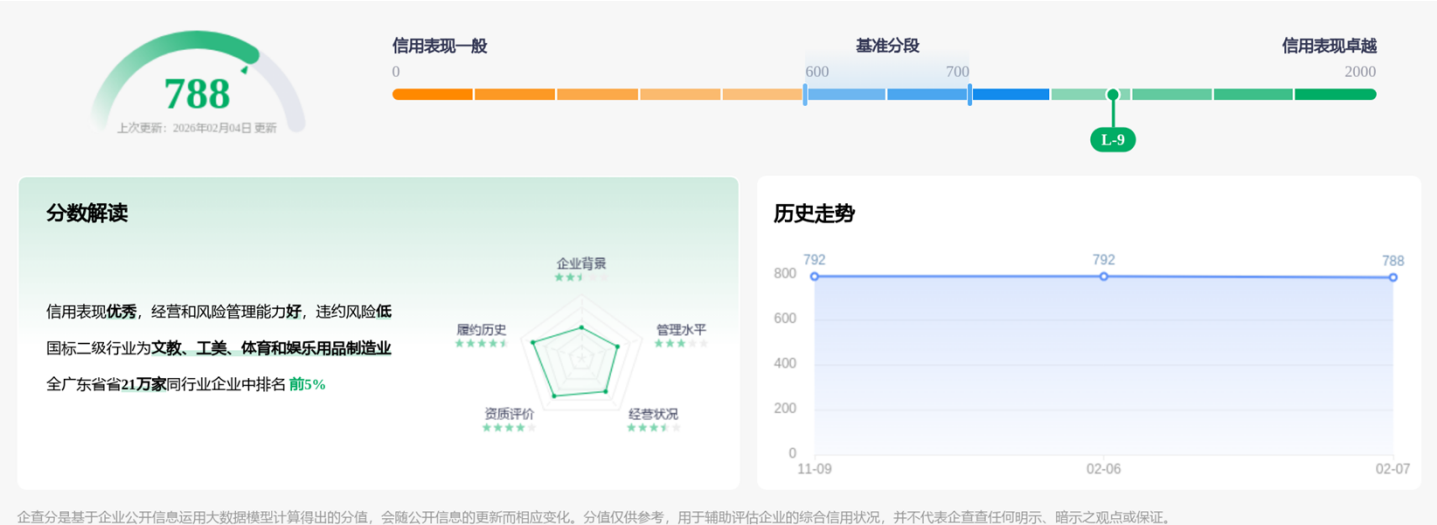 788
上次更新：2026年02月04日 更新
信用表现一般
基准分段
信用表现卓越
0
600
700
2000
L-9
分数解读
信用表现优秀，经营和风险管理能力好，违约风险低
国标二级行业为文教、工美、体育和娱乐用品制造业
全广东省省21万家同行业企业中排名 前5%
企业背景
履约历史
管理水平
资质评价
经营状况
历史走势
792
792
788
800
600
400
200
0
11-09
02-06
02-07
企查分是基于企业公开信息运用大数据模型计算得出的分值，会随公开信息的更新而相应变化。分值仅供参考，用于辅助评估企业的综合信用状况，并不代表企查查任何明示、暗示之观点或保证。